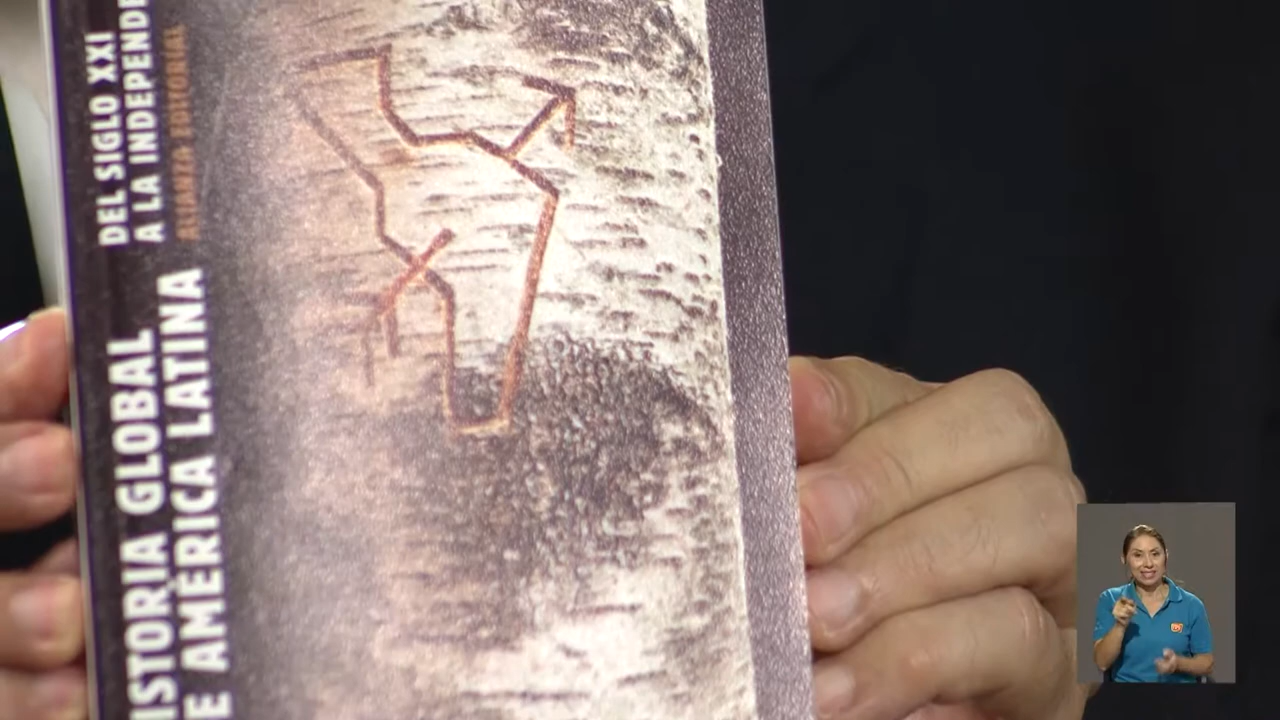 ISTORIA GLOBAL
E AMÉRICA LATINA
DEL SIGLO XXI
A LA INDEPENDE
ALIANZA EDITORIAL